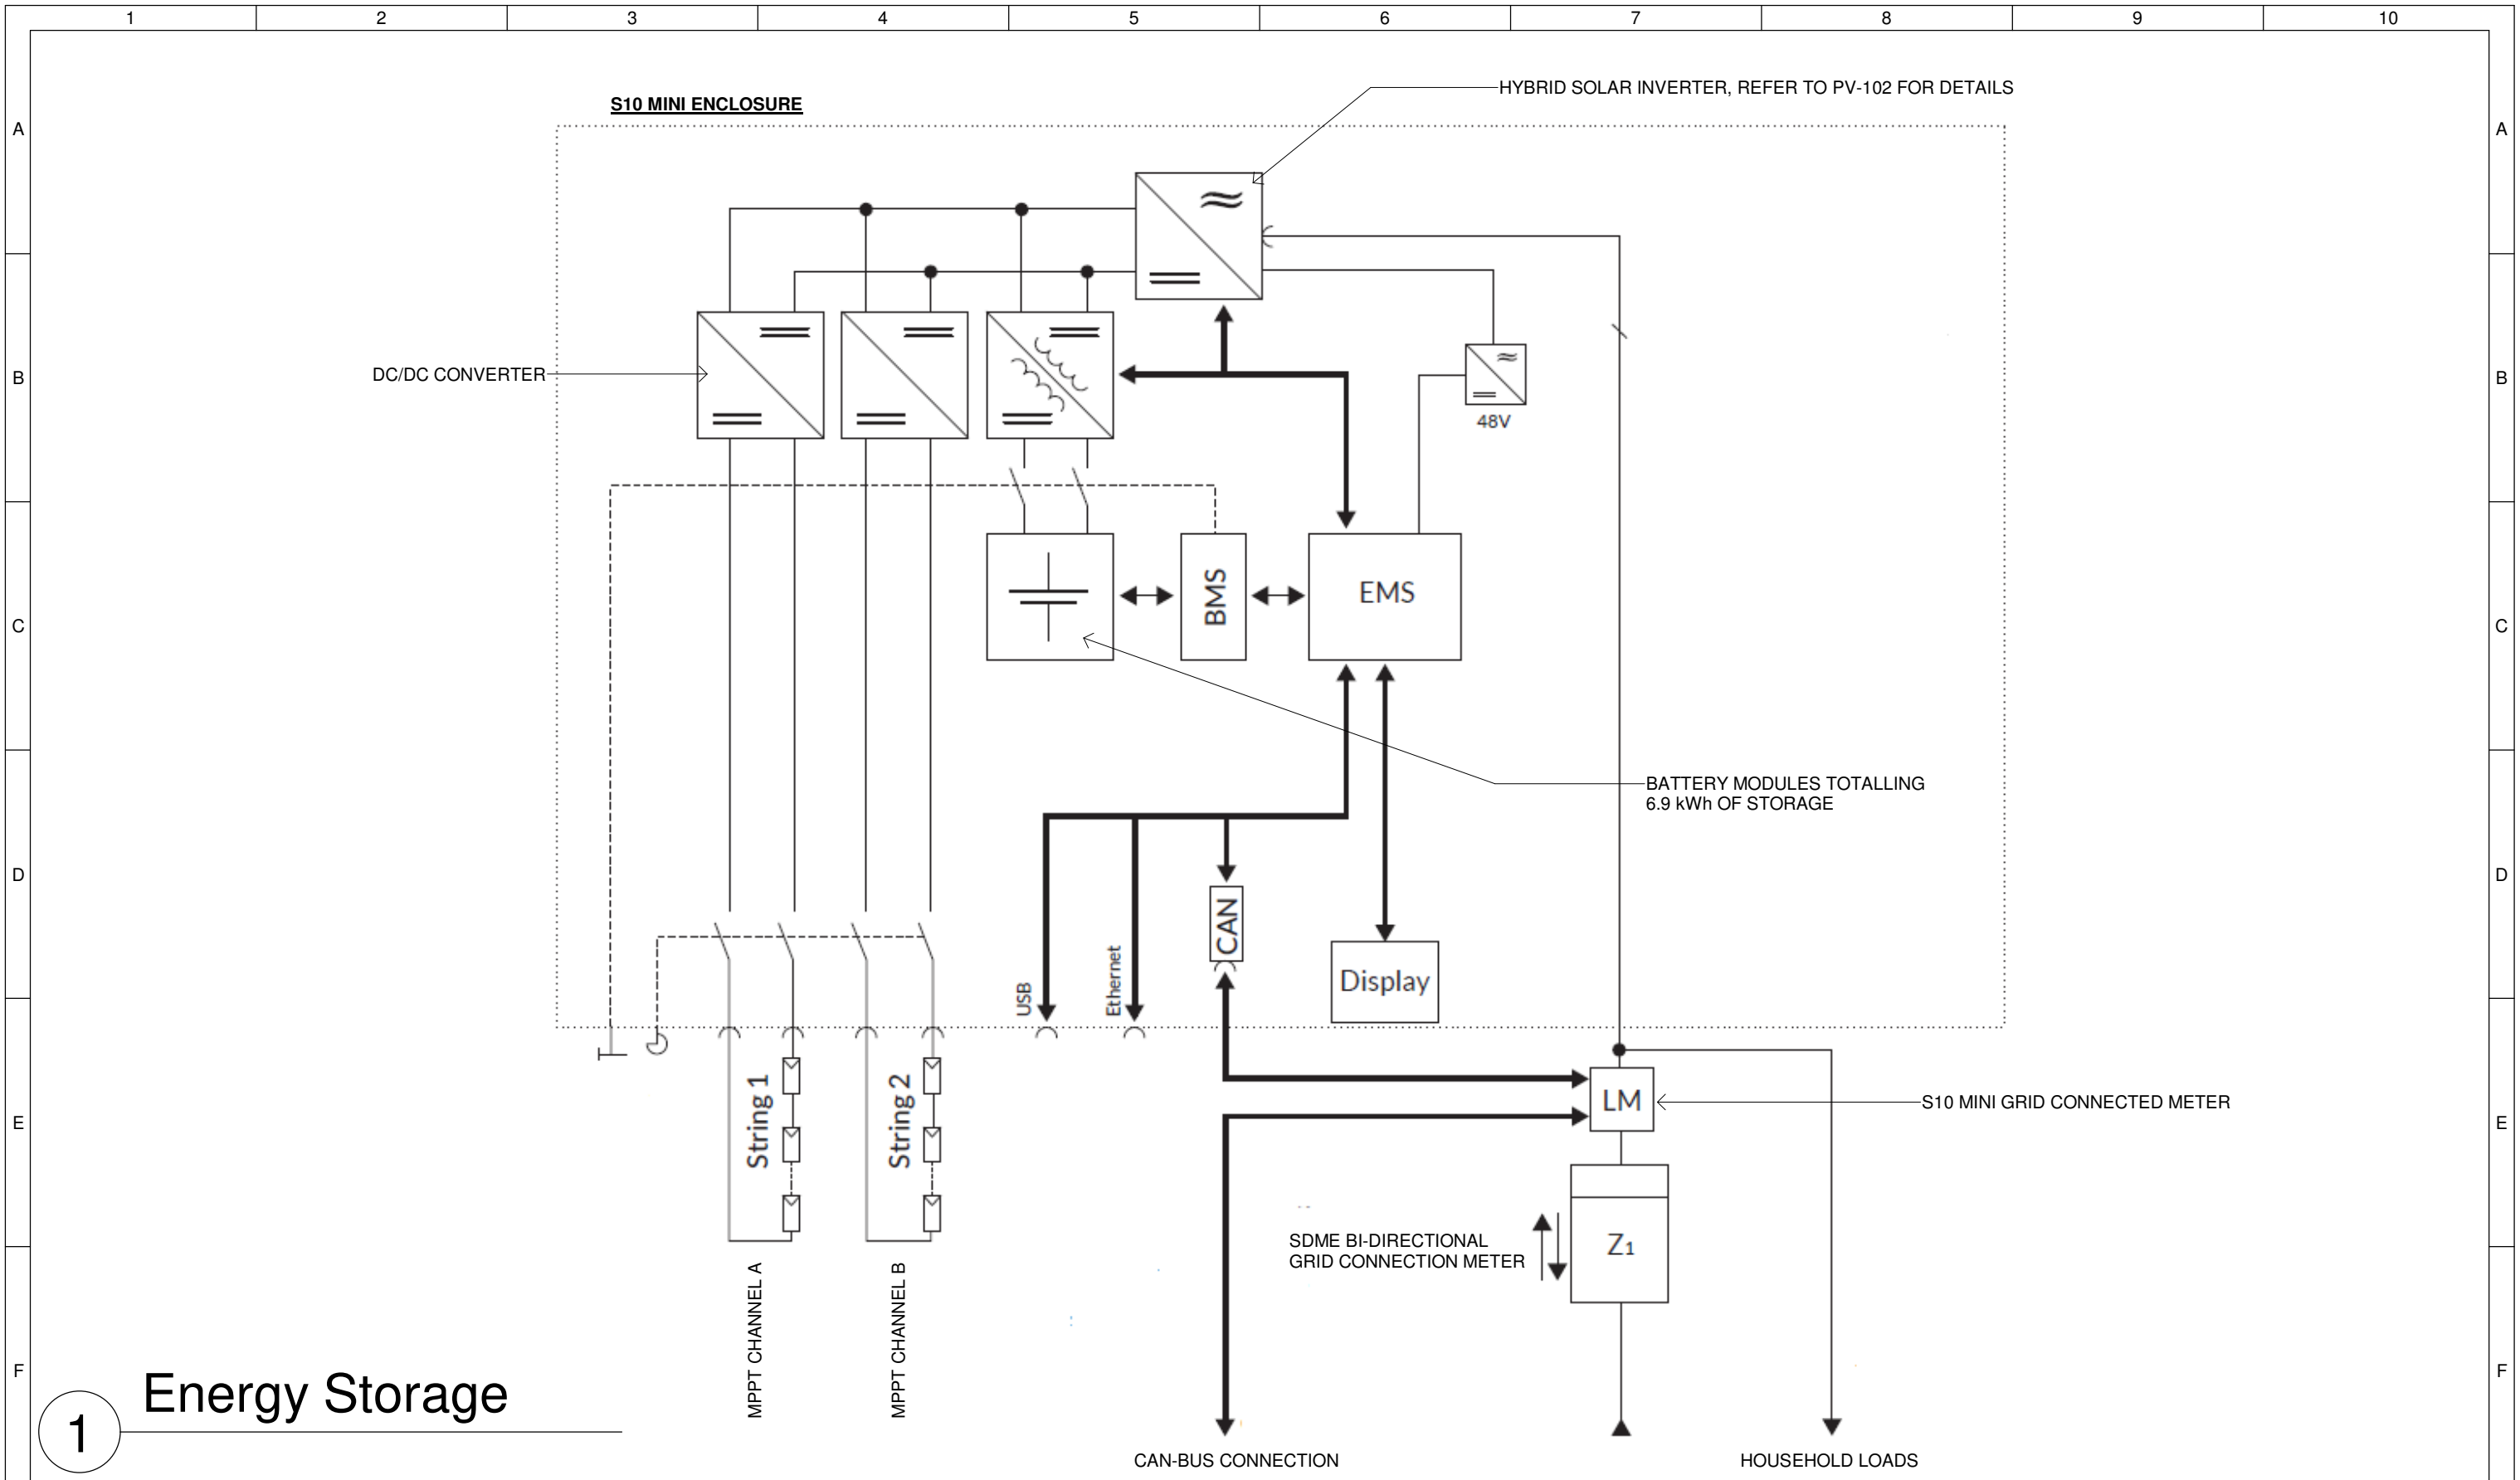 1 2 3 4 5 6 7 8 9 10
HYBRID SOLAR INVERTER, REFER TO PV-102 FOR DETAILS
S10 MINI ENCLOSURE
A A
B B
DC/DC CONVERTER
48V
BMS
EMS
C C
BATTERY MODULES TOTALLING
6.9 kWh OF STORAGE
D D
CAN
USB
Ethernet
Display
String 1
String 2
LM
S10 MINI GRID CONNECTED METER
E E
SDME BI-DIRECTIONAL
GRID CONNECTION METER
Z1
MPPT CHANNEL A
MPPT CHANNEL B
F F
1 Energy Storage
CAN-BUS CONNECTION
HOUSEHOLD LOADS